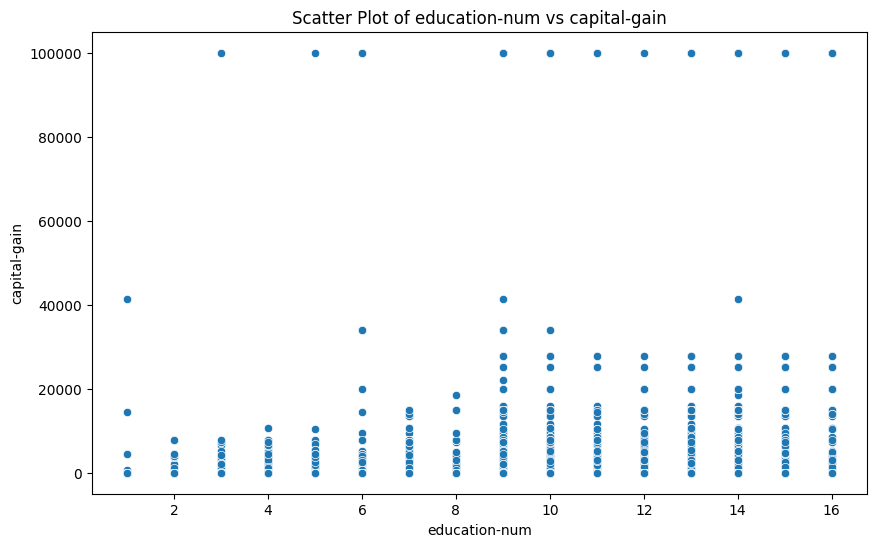 Scatter Plot of education-num vs capital-gain
100000
80000
60000
40000
20000
0
capital-gain
2 4 6 8 10 12 14 16
education-num